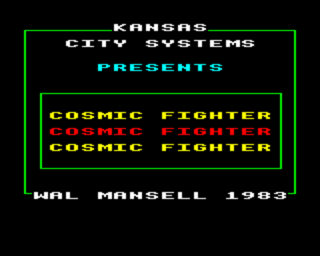 KANSAS
CITY SYSTEMS
PRESENTS
COSMIC FIGHTER
COSMIC FIGHTER
COSMIC FIGHTER
WAL MANSELL 1983